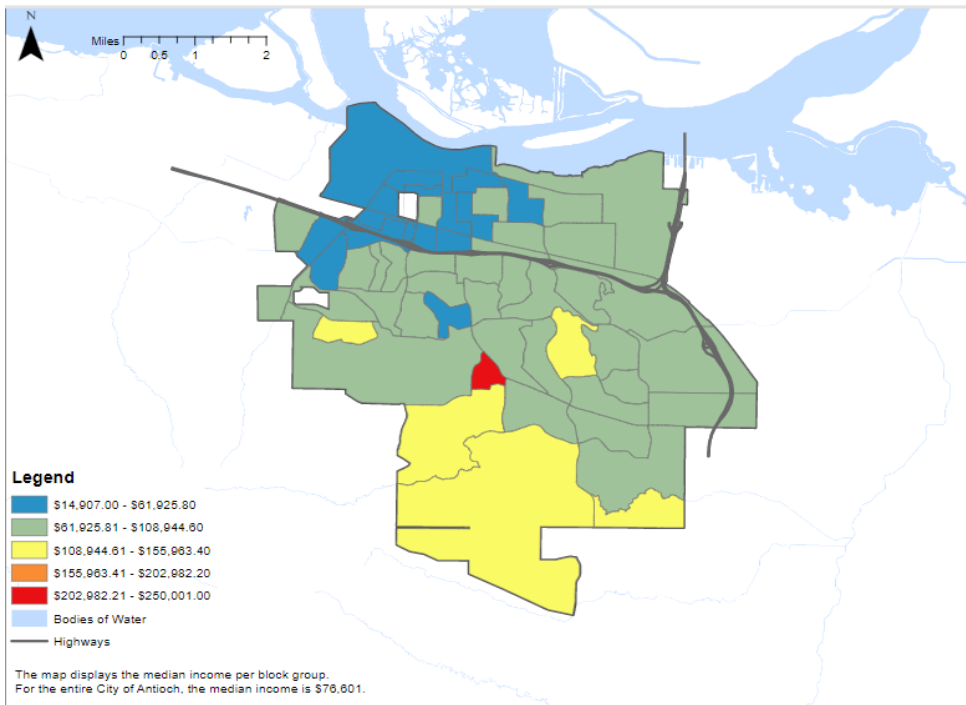 N
Miles
0 0.5 1 2
Legend
$14,907.00 - $61,925.80
$61,925.81 - $108,944.60
$108,944.61 - $155,963.40
$155,963.41 - $202,982.20
$202,982.21 - $250,001.00
Bodies of Water
Highways
The map displays the median income per block group.
For the entire City of Antioch, the median income is $76,601.